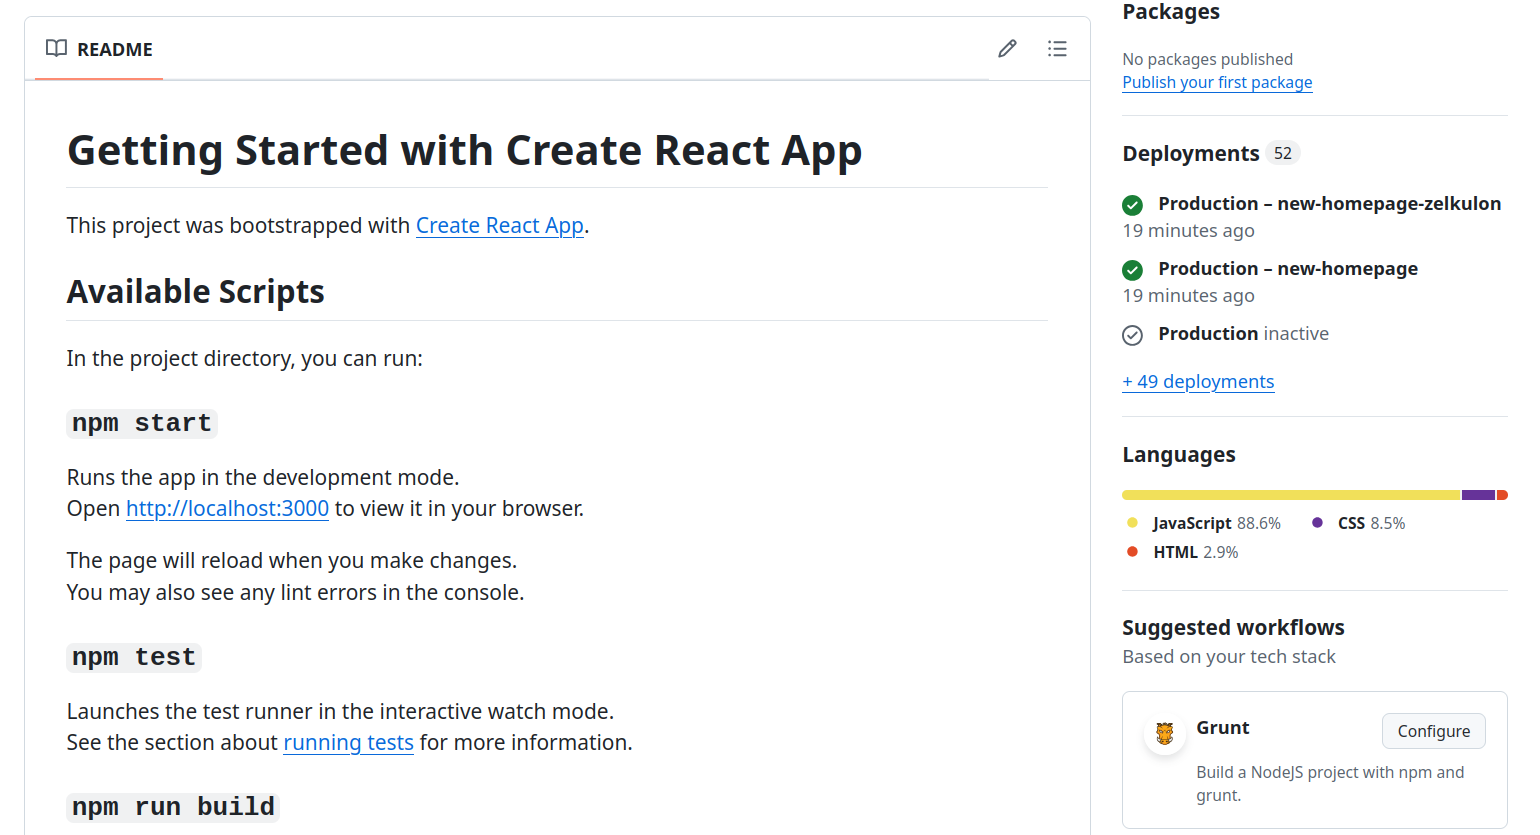 README
Getting Started with Create React App
This project was bootstrapped with Create React App.
Available Scripts
In the project directory, you can run:
npm start
Runs the app in the development mode.
Open http://localhost:3000 to view it in your browser.
The page will reload when you make changes.
You may also see any lint errors in the console.
npm test
Launches the test runner in the interactive watch mode.
See the section about running tests for more information.
npm run build
Packages
No packages published
Publish your first package
Deployments 52
Production – new-homepage-zelkulon
19 minutes ago
Production – new-homepage
19 minutes ago
Production inactive
+ 49 deployments
Languages
JavaScript 88.6% CSS 8.5%
HTML 2.9%
Suggested workflows
Based on your tech stack
Grunt
Configure
Build a NodeJS project with npm and
grunt.